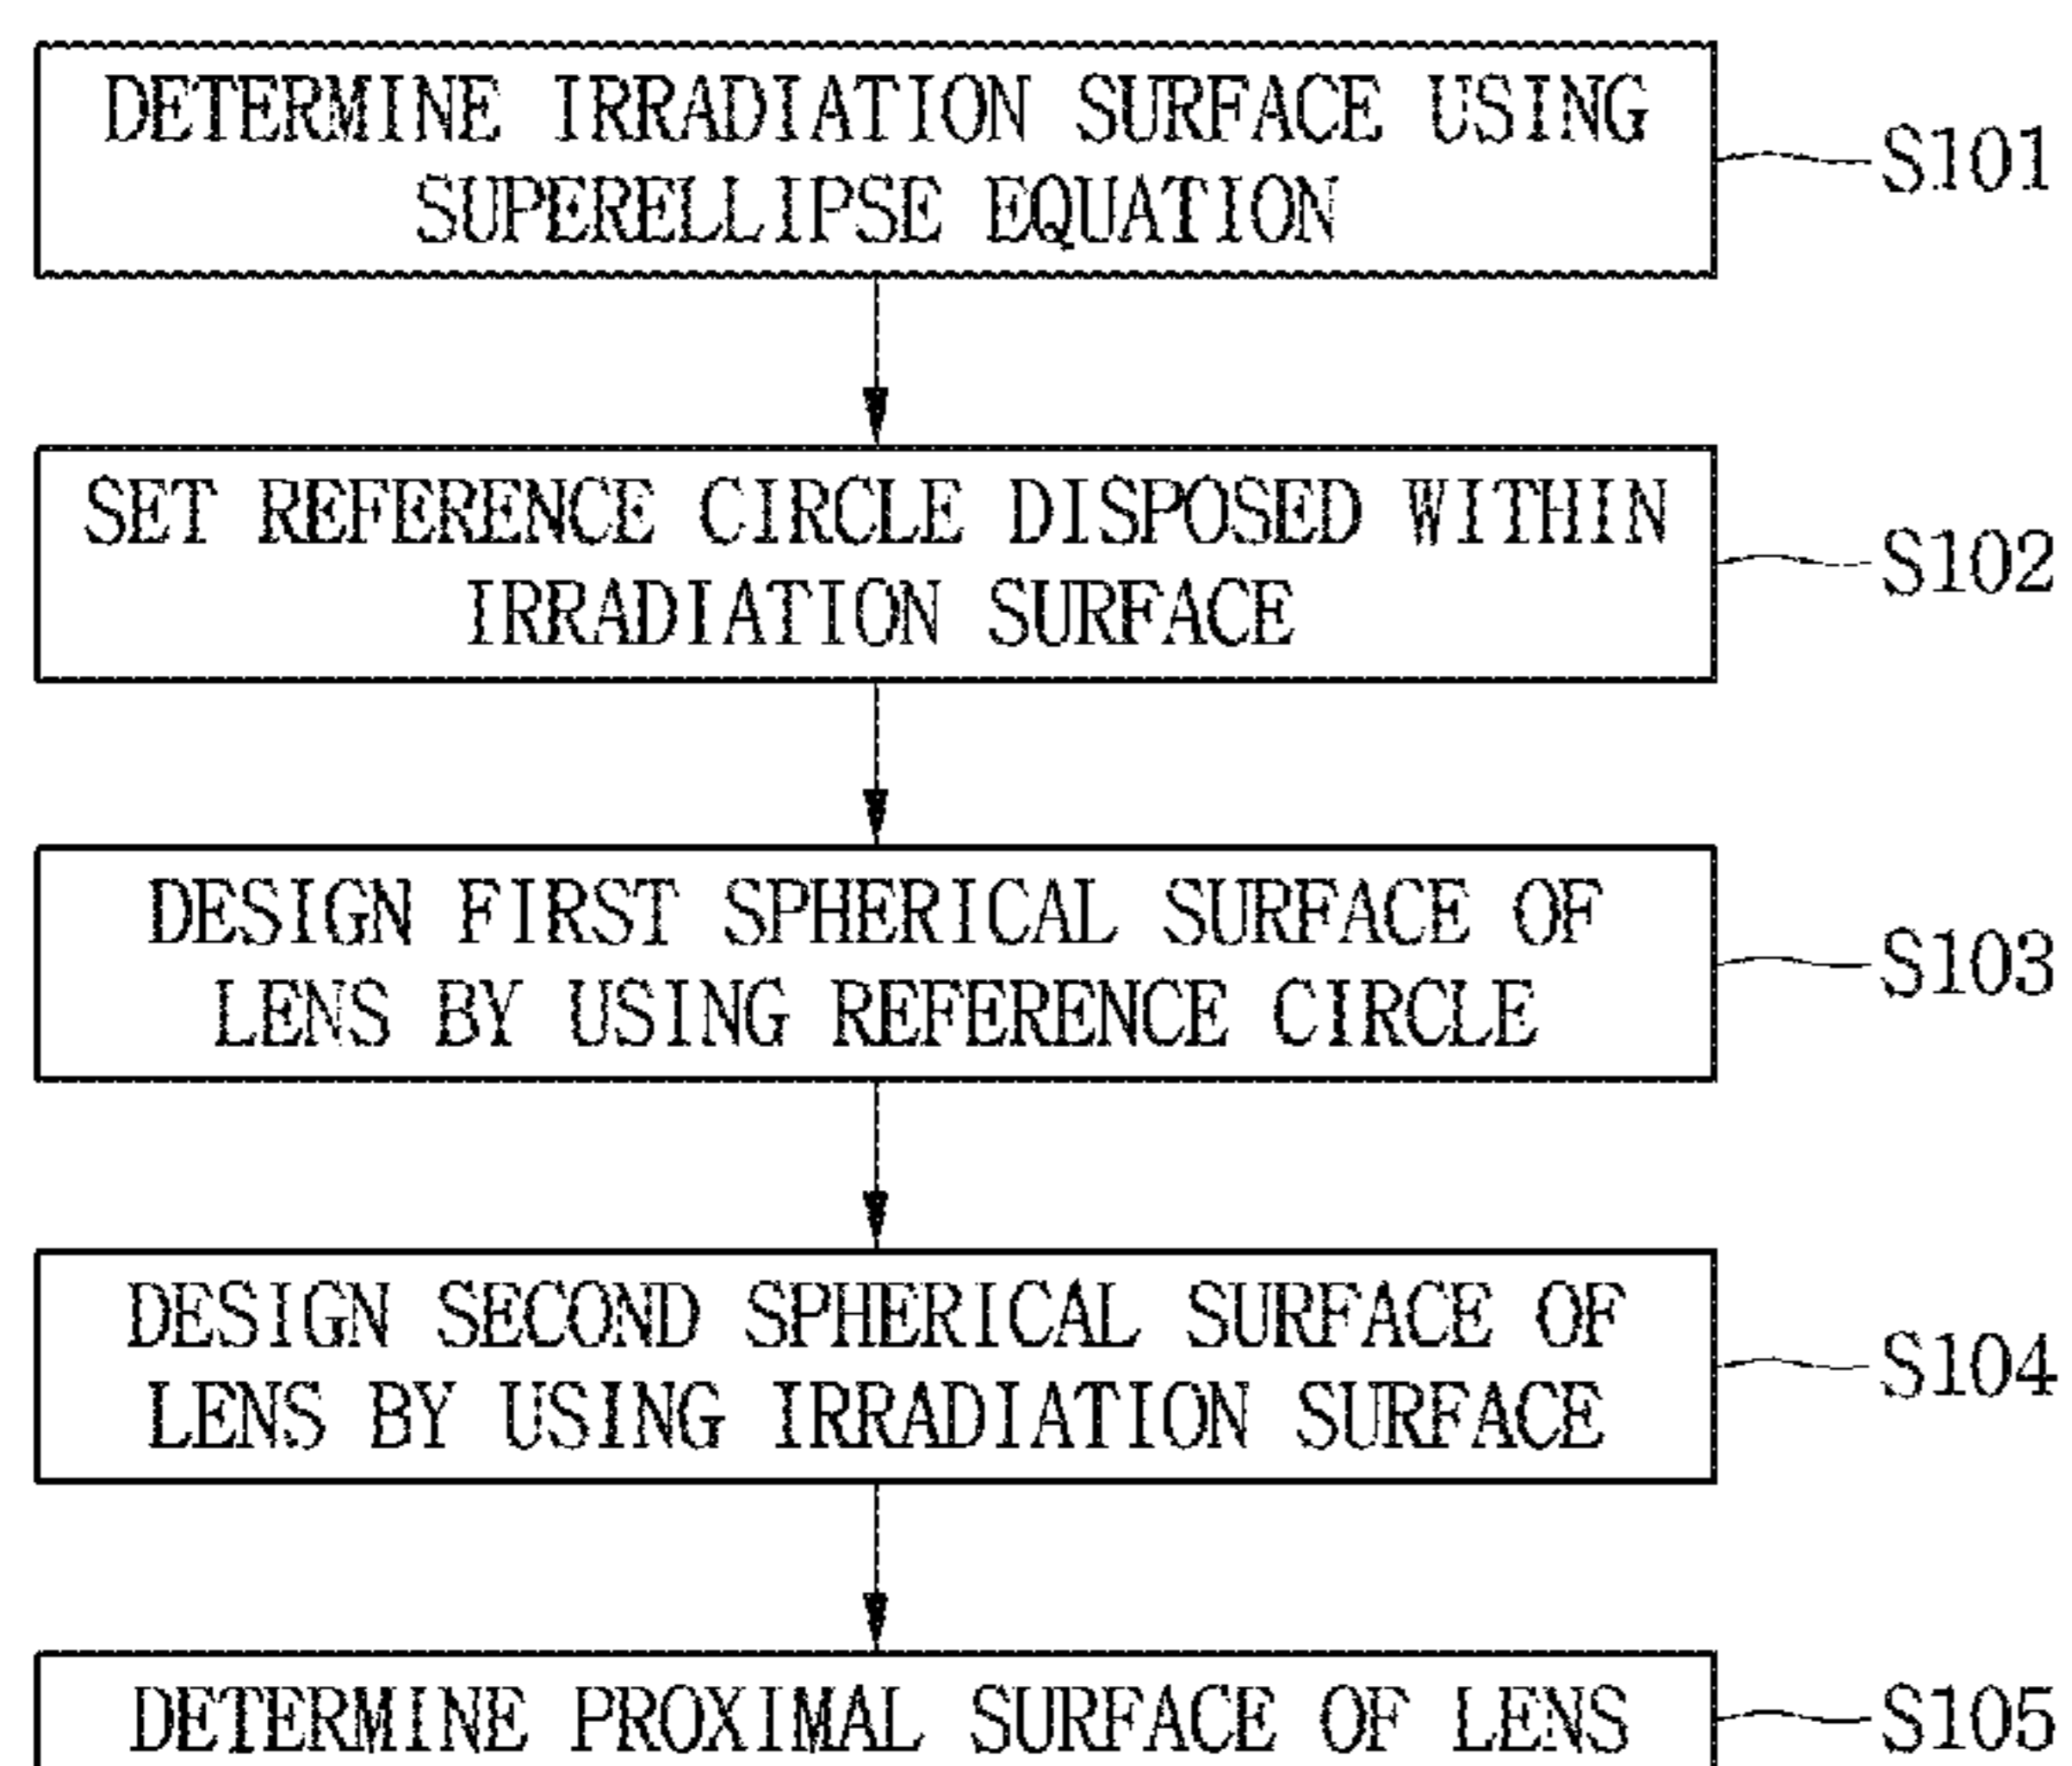 DETERMINE IRRADIATION SURFACE USING
SUPERELLIPSE EQUATION
S101
SET REFERENCE CIRCLE DISPOSED WITHIN
IRRADIATION SURFACE
S102
DESIGN FIRST SPHERICAL SURFACE OF
LENS BY USING REFERENCE CIRCLE
S103
DESIGN SECOND SPHERICAL SURFACE OF
LENS BY USING IRRADIATION SURFACE
S104
DETERMINE PROXIMAL SURFACE OF LENS
S105